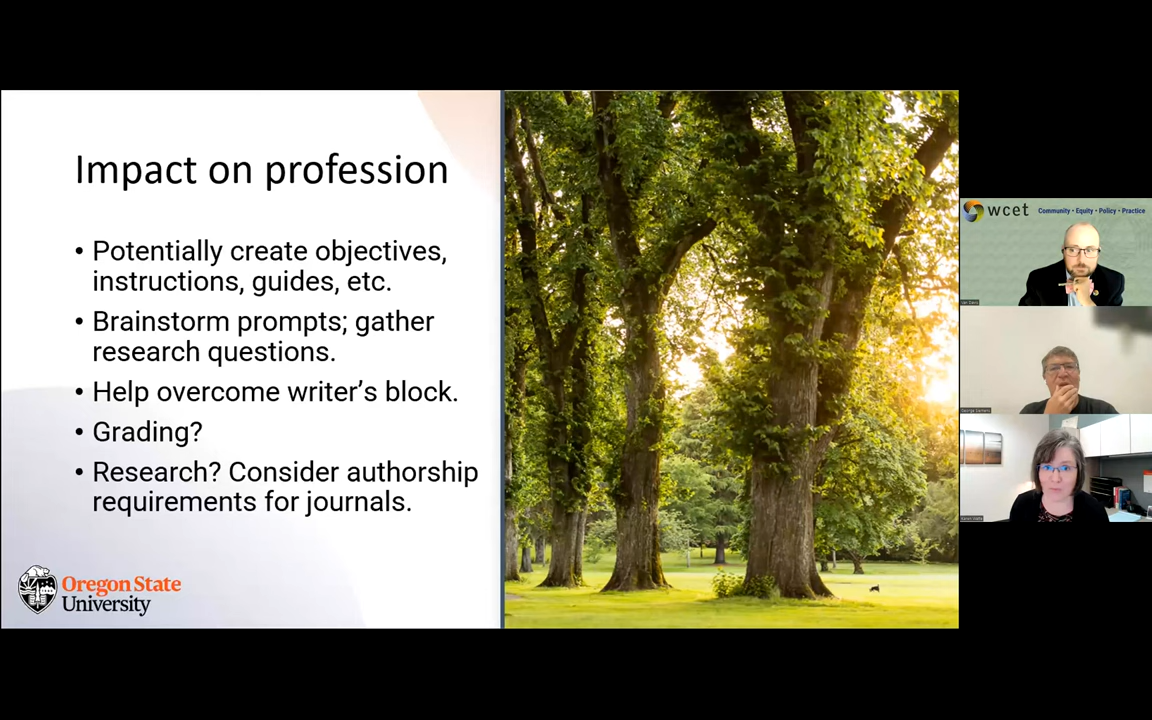 Impact on profession
• Potentially create objectives,
instructions, guides, etc.
• Brainstorm prompts; gather
research questions.
• Help overcome writer’s block.
• Grading?
• Research? Consider authorship
requirements for journals.
Oregon State
University
wcet
Community • Equity • Policy • Practice